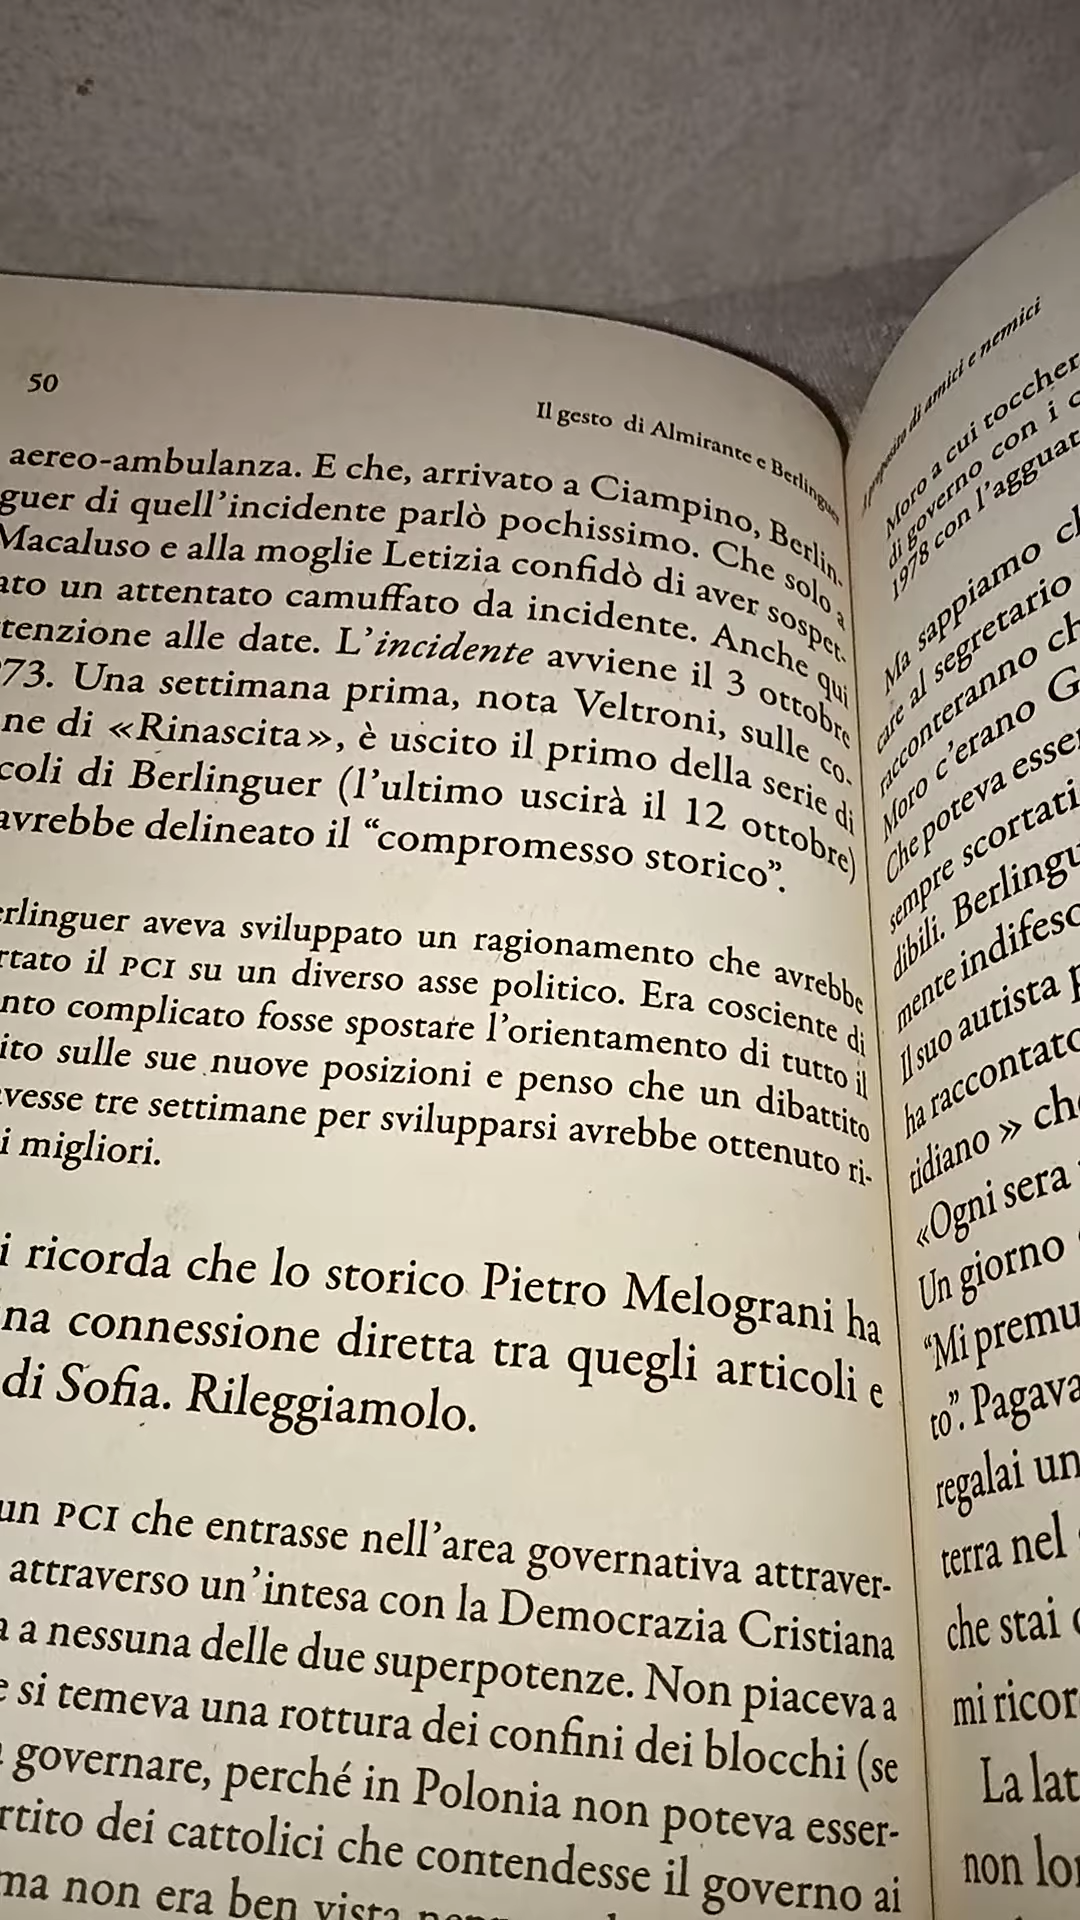 50
Il gesto di Almirante e Berlinguer
aereo-ambulanza. E che, arrivato a Ciampino, Berlin-
guer di quell'incidente parlò pochissimo. Che solo a
Macaluso e alla moglie Letizia confidò di aver sospet-
ato un attentato camuffato da incidente. Anche qui
tenzione alle date. L'incidente avviene il 3 ottobre
73. Una settimana prima, nota Veltroni, sulle co-
ne di «Rinascita», è uscito il primo della serie di
coli di Berlinguer (l'ultimo uscirà il 12 ottobre)
avrebbe delineato il “compromesso storico”.
erlinguer aveva sviluppato un ragionamento che avrebbe
rtato il PCI su un diverso asse politico. Era cosciente di
nto complicato fosse spostare l'orientamento di tutto il
ito sulle sue nuove posizioni e penso che un dibattito
vesse tre settimane per svilupparsi avrebbe ottenuto ri-
i migliori.
i ricorda che lo storico Pietro Melograni ha
na connessione diretta tra quegli articoli e
di Sofia. Rileggiamolo.
un PCI che entrasse nell'area governativa attraver-
attraverso un'intesa con la Democrazia Cristiana
a a nessuna delle due superpotenze. Non piaceva a
e si temeva una rottura dei confini dei blocchi (se
governare, perché in Polonia non poteva esser-
rtito dei cattolici che contendesse il governo ai
ma non era ben vista
A proposito di amici e nemici
Moro a cui toccher
di governo con i c
1978 con l'agguat
Ma sappiamo ch
care al segretario
racconteranno ch
Moro c'erano G
Che poteva esser
sempre scortati
dibili. Berlingu
mente indifeso
Il suo autista p
ha raccontato
tidiano» che
«Ogni sera
Un giorno
“Mi premu
to”. Pagava
regalai un
terra nel
che stai
mi ricor
La lat
non lon